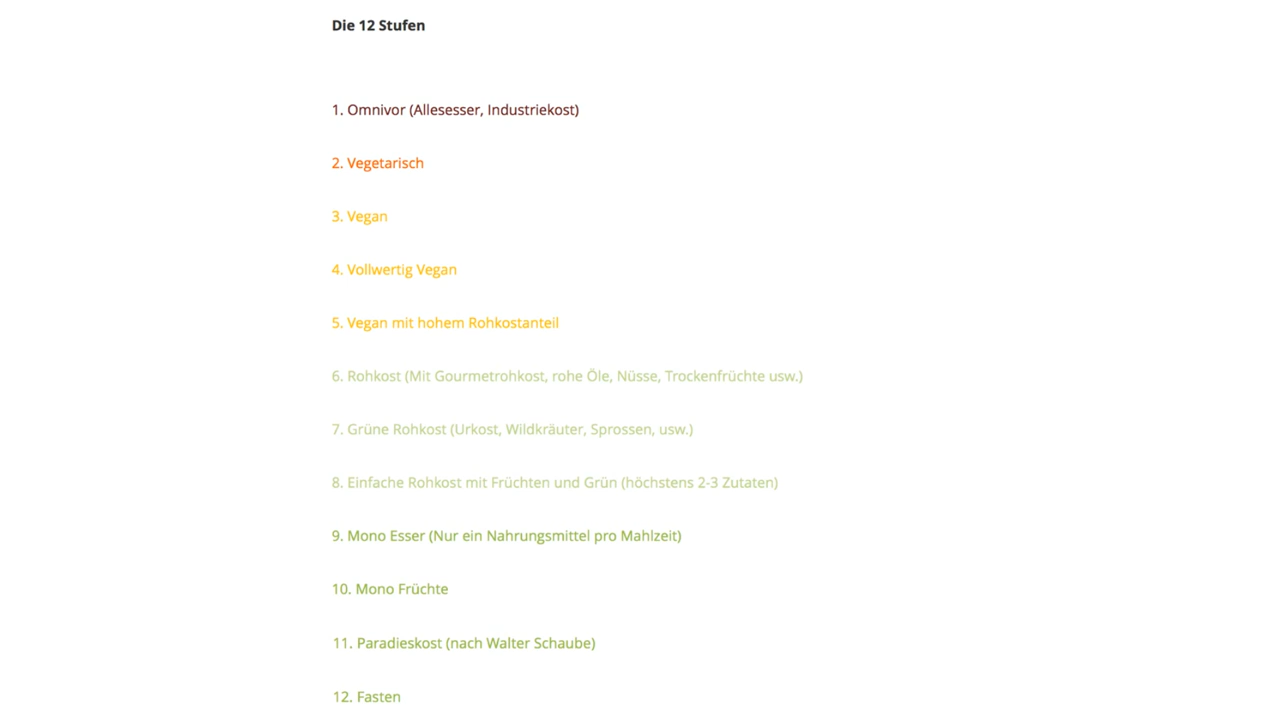 Die 12 Stufen
1. Omnivor (Allesesser, Industriekost)
2. Vegetarisch
3. Vegan
4. Vollwertig Vegan
5. Vegan mit hohem Rohkostanteil
6. Rohkost (Mit Gourmetrohkost, rohe Öle, Nüsse, Trockenfrüchte usw.)
7. Grüne Rohkost (Urkost, Wildkräuter, Sprossen, usw.)
8. Einfache Rohkost mit Früchten und Grün (höchstens 2-3 Zutaten)
9. Mono Esser (Nur ein Nahrungsmittel pro Mahlzeit)
10. Mono Früchte
11. Paradieskost (nach Walter Schaube)
12. Fasten